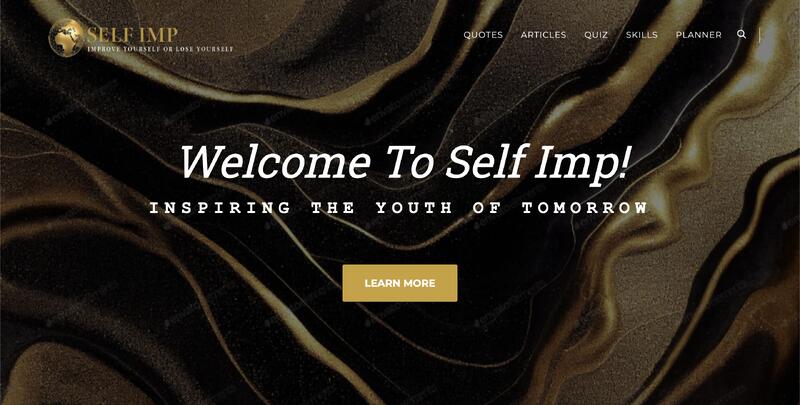 SELF IMP
IMPROVE YOURSELF OR LOSE YOURSELF
QUOTES ARTICLES QUIZ SKILLS PLANNER
Welcome To Self Imp!
INSPIRING THE YOUTH OF TOMORROW
LEARN MORE